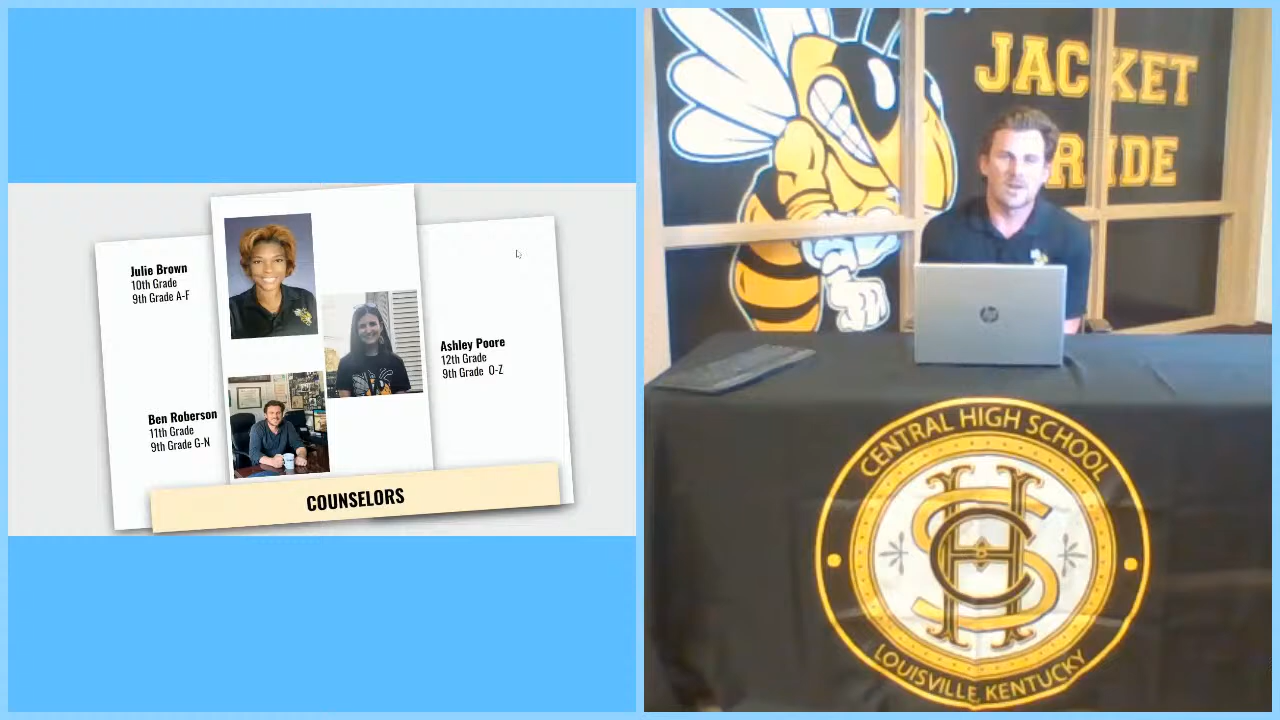 Julie Brown
10th Grade
9th Grade A-F
Ashley Poore
12th Grade
9th Grade O-Z
Ben Roberson
11th Grade
9th Grade G-N
COUNSELORS
JACKET
PRIDE
hp
CENTRAL HIGH SCHOOL
CHS
LOUISVILLE, KENTUCKY